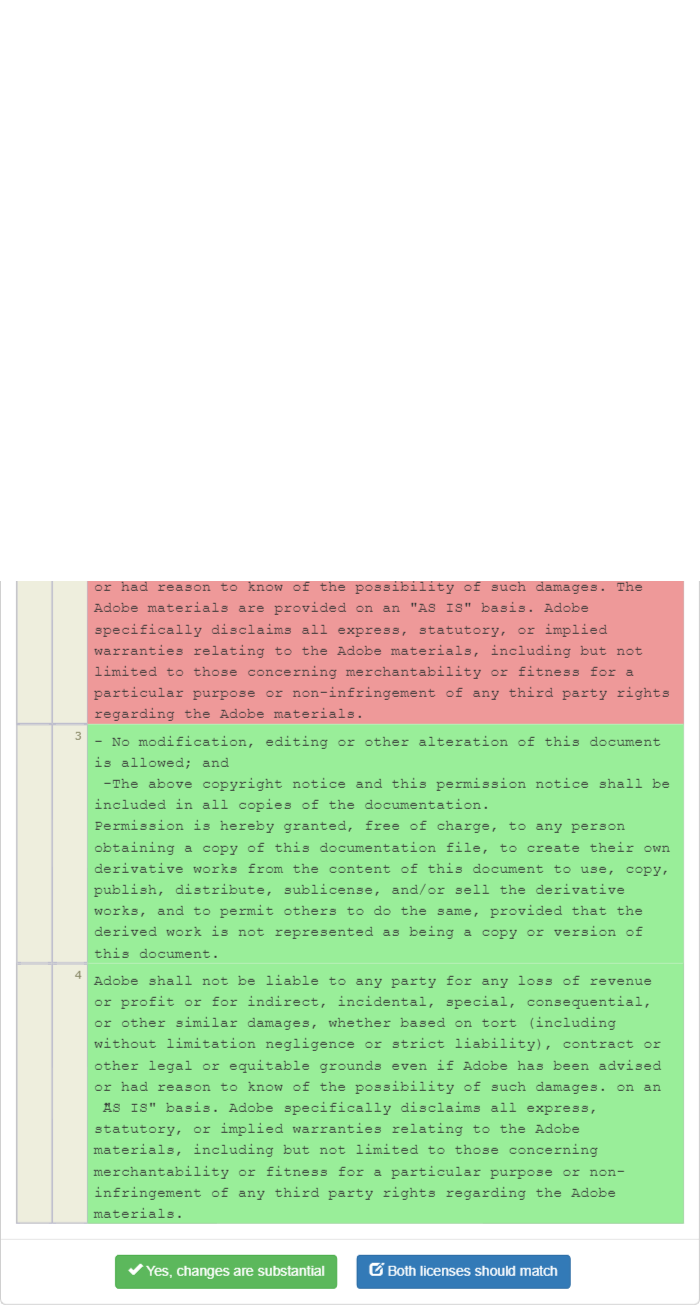 or had reason to know of the possibility of such damages. The
Adobe materials are provided on an "AS IS" basis. Adobe
specifically disclaims all express, statutory, or implied
warranties relating to the Adobe materials, including but not
limited to those concerning merchantability or fitness for a
particular purpose or non-infringement of any third party rights
regarding the Adobe materials.
3 - No modification, editing or other alteration of this document
is allowed; and
-The above copyright notice and this permission notice shall be
included in all copies of the documentation.
Permission is hereby granted, free of charge, to any person
obtaining a copy of this documentation file, to create their own
derivative works from the content of this document to use, copy,
publish, distribute, sublicense, and/or sell the derivative
works, and to permit others to do the same, provided that the
derived work is not represented as being a copy or version of
this document.
4 Adobe shall not be liable to any party for any loss of revenue
or profit or for indirect, incidental, special, consequential,
or other similar damages, whether based on tort (including
without limitation negligence or strict liability), contract or
other legal or equitable grounds even if Adobe has been advised
or had reason to know of the possibility of such damages. on an
"AS IS" basis. Adobe specifically disclaims all express,
statutory, or implied warranties relating to the Adobe
materials, including but not limited to those concerning
merchantability or fitness for a particular purpose or non-
infringement of any third party rights regarding the Adobe
materials.
Yes, changes are substantial Both licenses should match